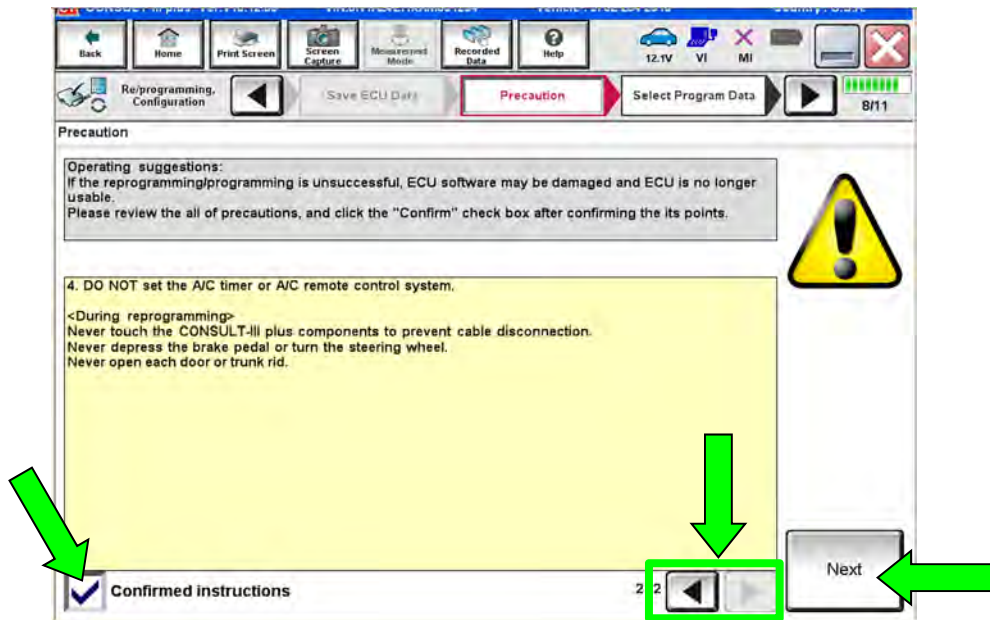 Back
Home
Print Screen
Screen
Capture
Measurement
Mode
Recorded
Data
Help
12.1V
VI
MI
Re/programming,
Configuration
Save ECU Data
Precaution
Select Program Data
8/11
Precaution
Operating suggestions:
If the reprogramming/programming is unsuccessful, ECU software may be damaged and ECU is no longer
usable.
Please review the all of precautions, and click the "Confirm" check box after confirming the its points.
4. DO NOT set the A/C timer or A/C remote control system.
<During reprogramming>
Never touch the CONSULT-III plus components to prevent cable disconnection.
Never depress the brake pedal or turn the steering wheel.
Never open each door or trunk rid.
Confirmed instructions
2/2
Next